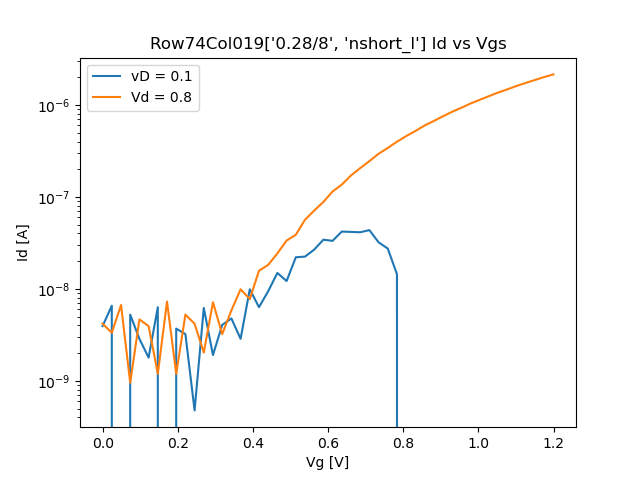 Row74Col019['0.28/8', 'nshort_l'] Id vs Vgs
vD = 0.1
Vd = 0.8
10⁻⁶
10⁻⁷
10⁻⁸
10⁻⁹
Id [A]
0.0 0.2 0.4 0.6 0.8 1.0 1.2
Vg [V]